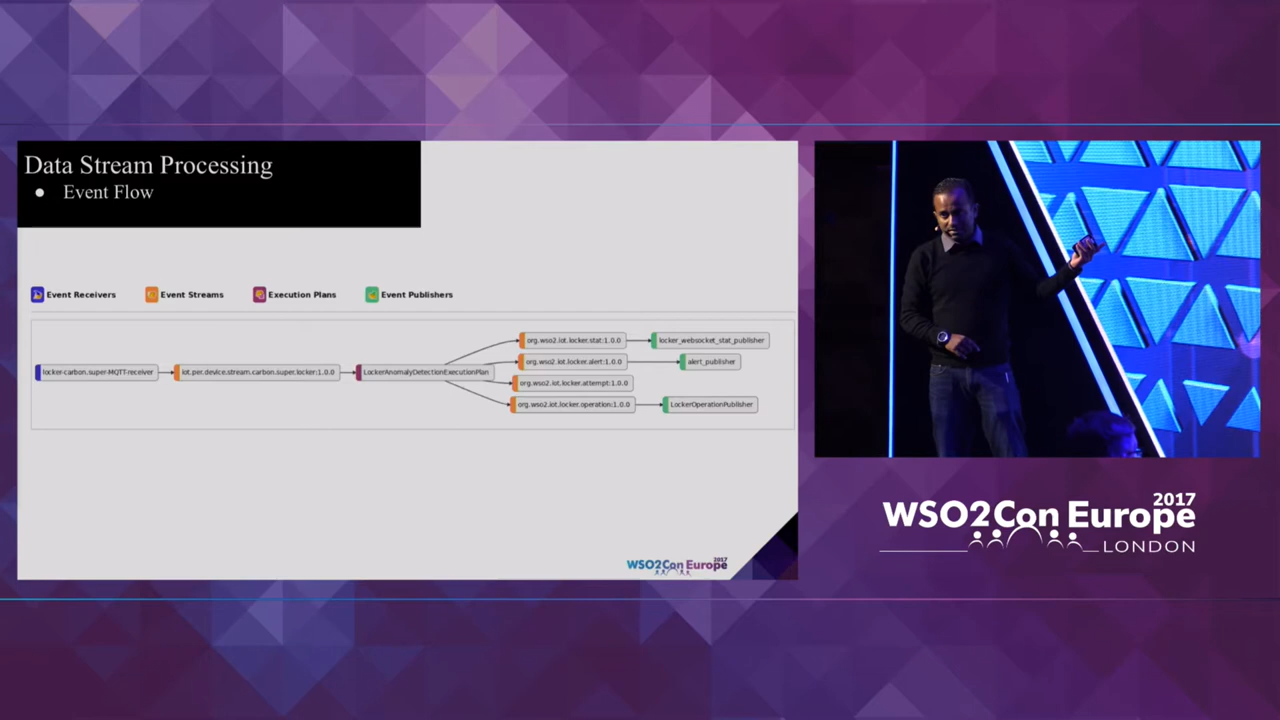 Data Stream Processing
● Event Flow
Event Receivers
Event Streams
Execution Plans
Event Publishers
locker-carbon.super-MQTT-receiver
iot.per.device.stream.carbon.super.locker:1.0.0
LockerAnomalyDetectionExecutionPlan
org.wso2.iot.locker.stat:1.0.0
locker_websocket_stat_publisher
org.wso2.iot.locker.alert:1.0.0
alert_publisher
org.wso2.iot.locker.attempt:1.0.0
org.wso2.iot.locker.operation:1.0.0
LockerOperationPublisher
WSO2Con Europe 2017
WSO2Con Europe 2017
LONDON